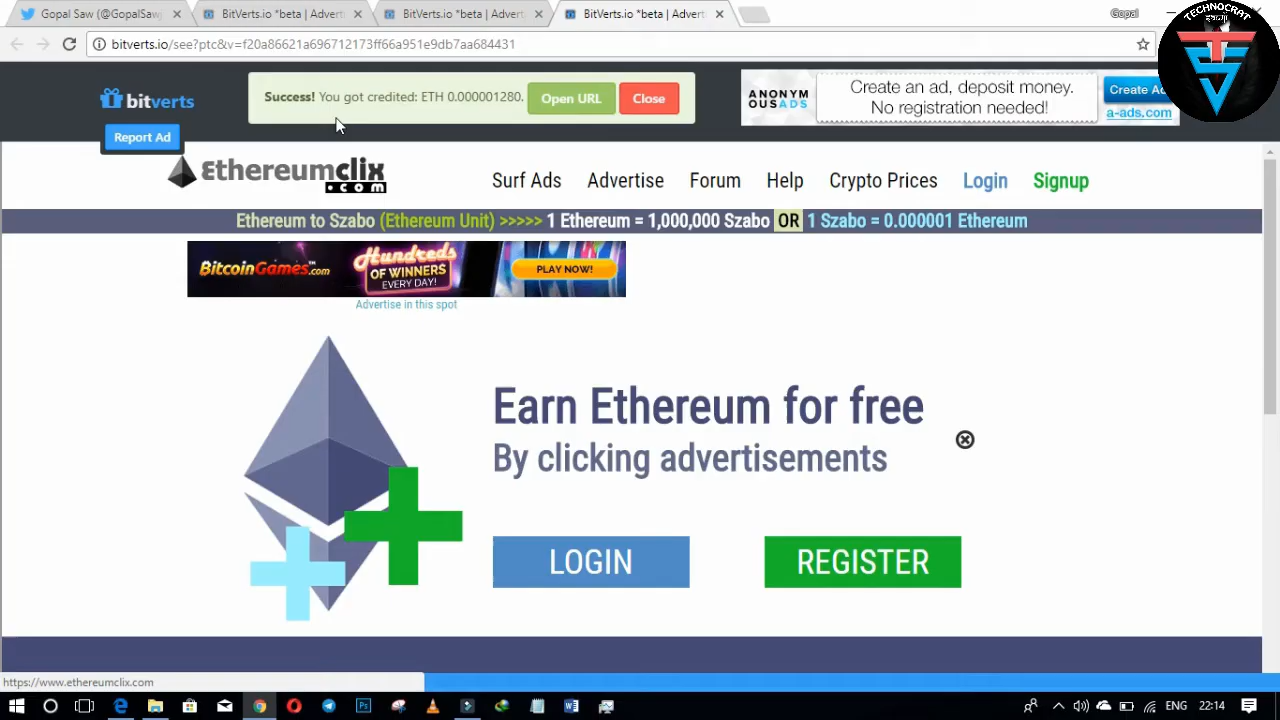 Gopal Saw (@GopalSaw
BitVerts.io *beta | Advert
BitVerts.io *beta | Advert
BitVerts.io *beta | Advert
Gopal
bitverts.io/see?ptc&v=f20a86621a696712173ff66a951e9db7aa684431
TECHNOCRAT
bitverts
Report Ad
Success! You got credited: ETH 0.000001280.
Open URL
Close
ANONYM
OUSADS
Create an ad, deposit money.
No registration needed!
Create Ad
a-ads.com
Ethereumclix
.com
Surf Ads
Advertise
Forum
Help
Crypto Prices
Login
Signup
Ethereum to Szabo (Ethereum Unit) >>>>> 1 Ethereum = 1,000,000 Szabo OR 1 Szabo = 0.000001 Ethereum
BITCOINGAMES.COM
Hundreds
OF WINNERS
EVERY DAY!
PLAY NOW!
Advertise in this spot
Earn Ethereum for free
By clicking advertisements
LOGIN
REGISTER
https://www.ethereumclix.com
ENG
22:14